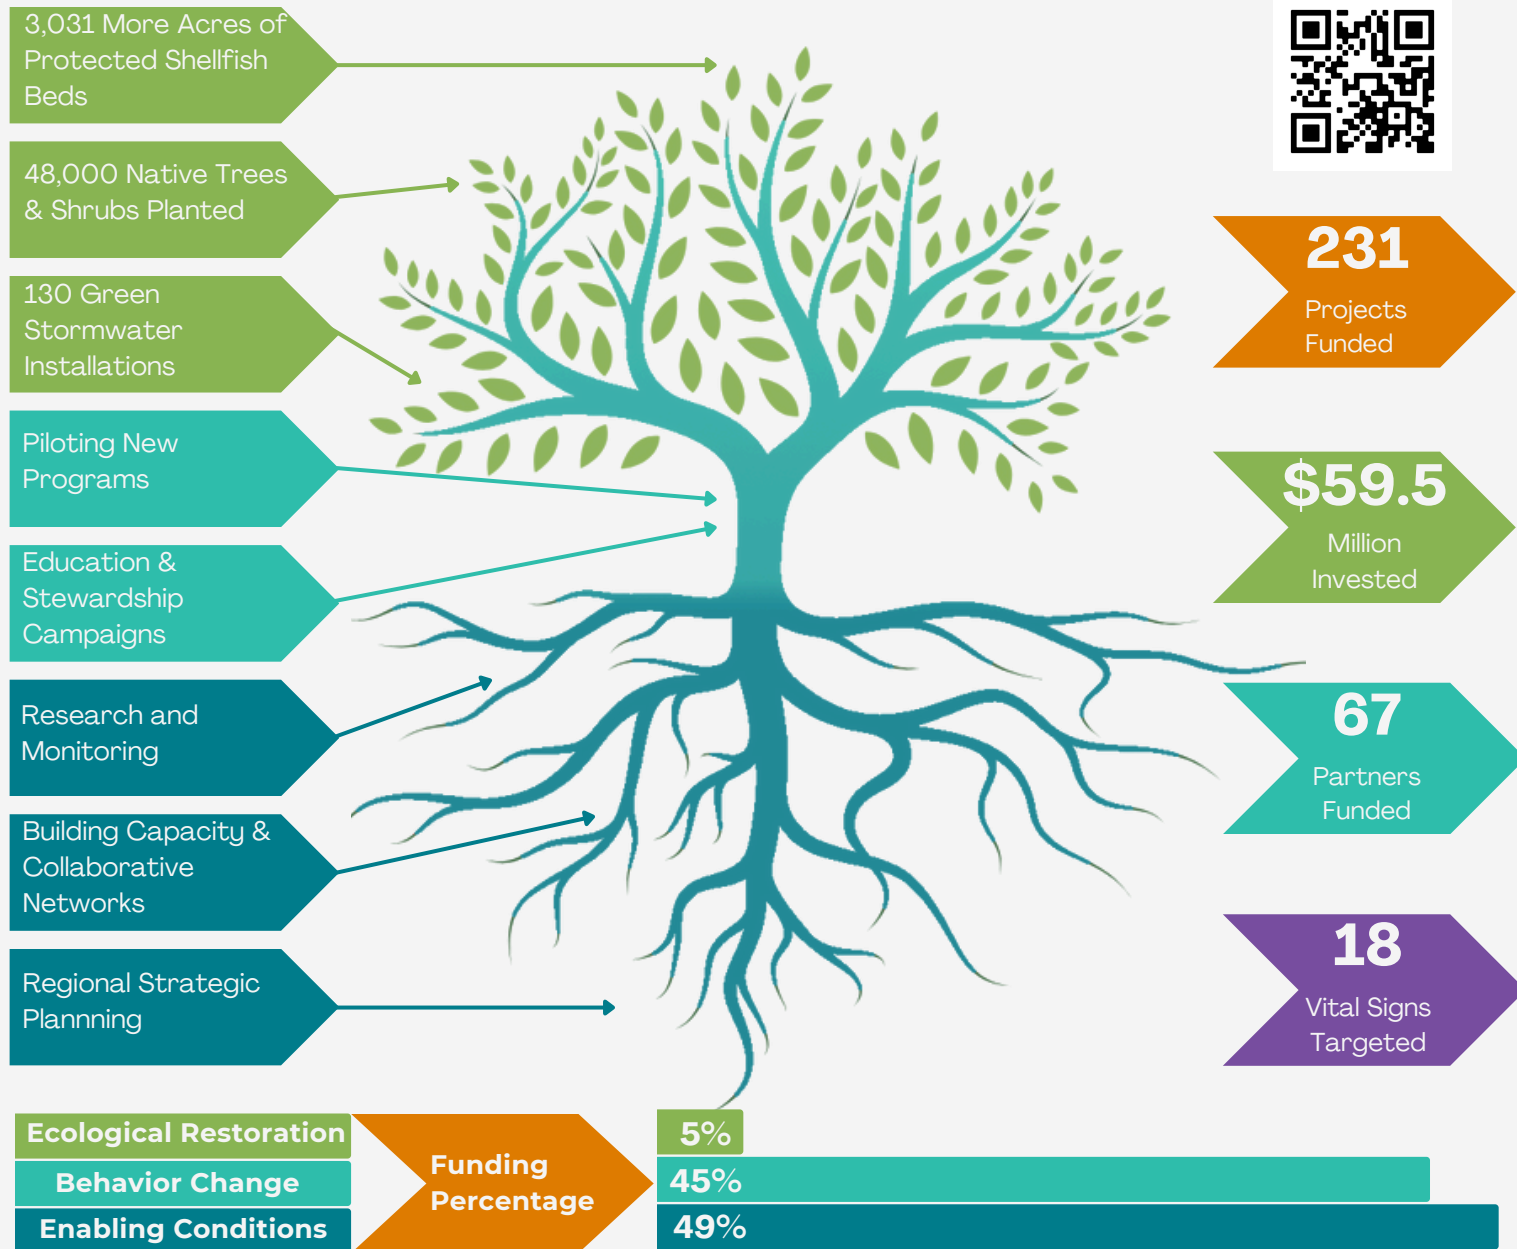 3,031 More Acres of
Protected Shellfish
Beds
48,000 Native Trees
& Shrubs Planted
130 Green
Stormwater
Installations
Piloting New
Programs
Education &
Stewardship
Campaigns
Research and
Monitoring
Building Capacity &
Collaborative
Networks
Regional Strategic
Plannning
231
Projects
Funded
$59.5
Million
Invested
67
Partners
Funded
18
Vital Signs
Targeted
Ecological Restoration
Behavior Change
Enabling Conditions
Funding
Percentage
5%
45%
49%